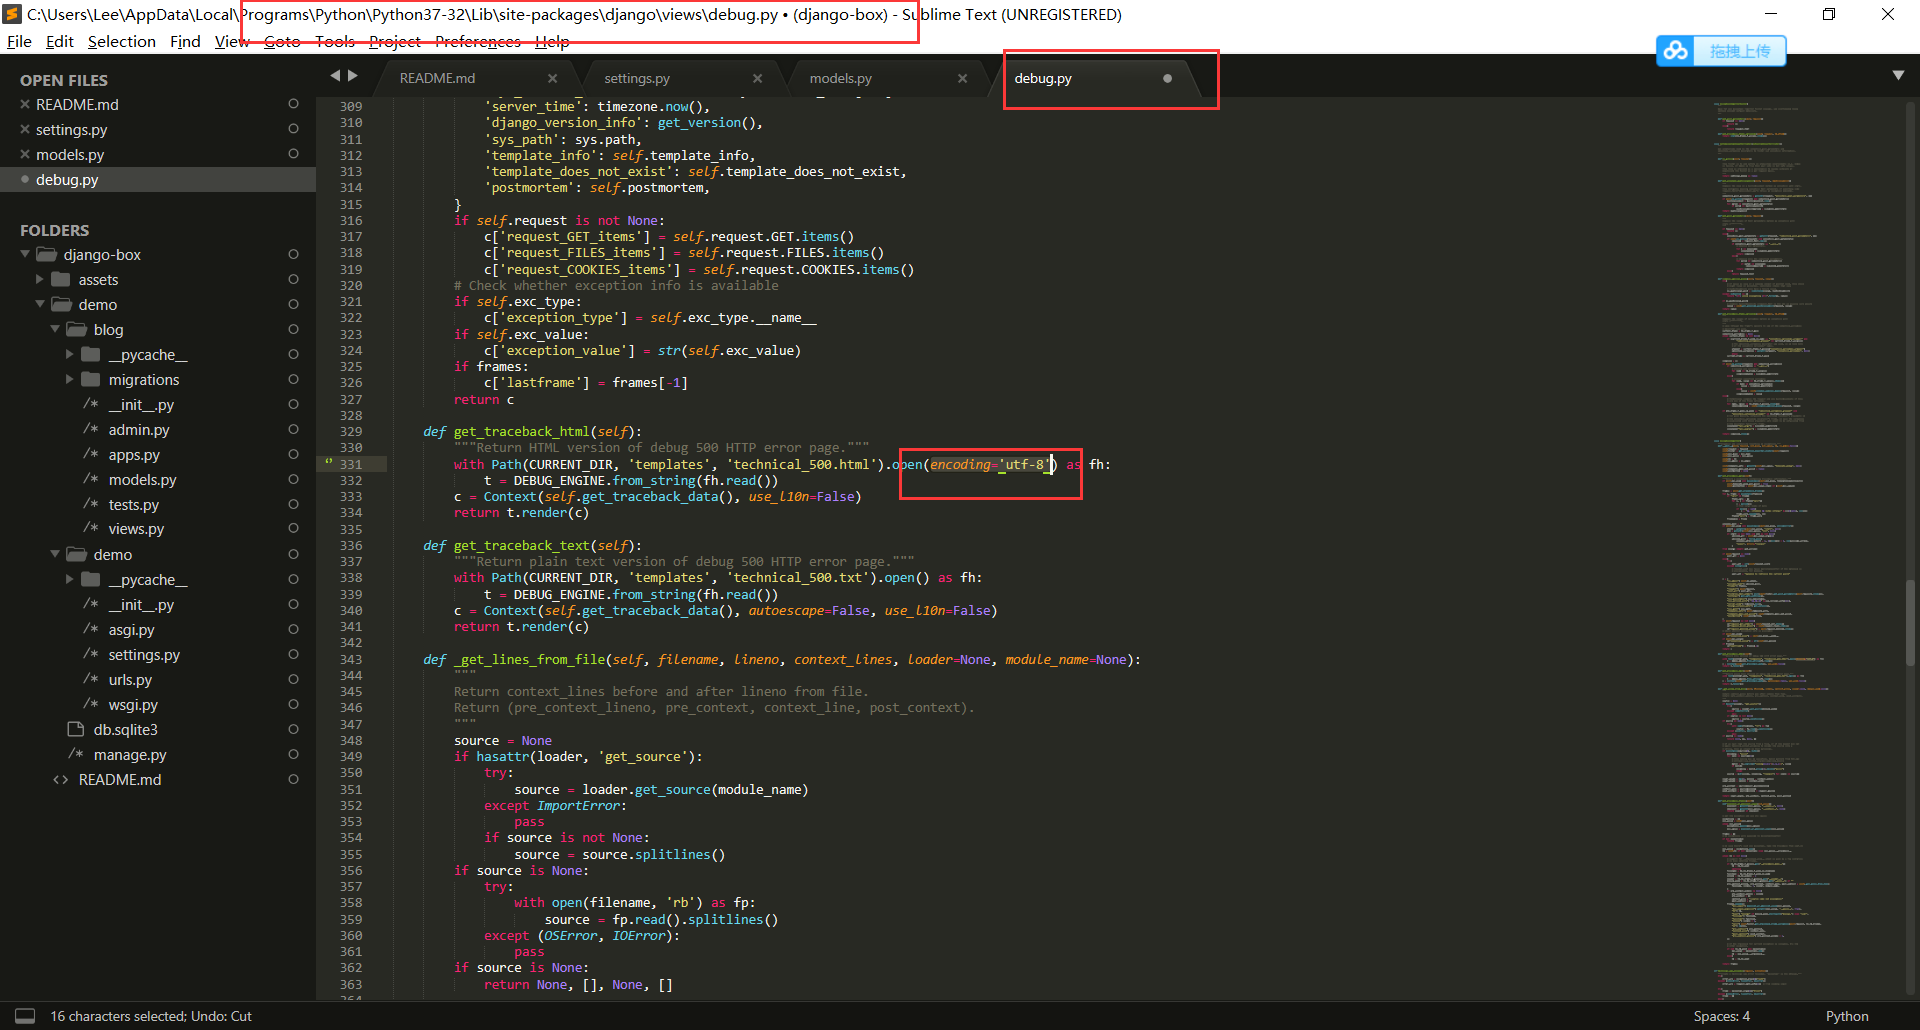 C:\Users\Lee\AppData\Local\Programs\Python\Python37-32\Lib\site-packages\django\views\debug.py • (django-box) - Sublime Text (UNREGISTERED)
File Edit Selection Find View Goto Tools Project Preferences Help
拖拽上传
OPEN FILES
README.md
settings.py
models.py
debug.py
FOLDERS
django-box
assets
demo
blog
__pycache__
migrations
/* __init__.py
/* admin.py
/* apps.py
/* models.py
/* tests.py
/* views.py
demo
__pycache__
/* __init__.py
/* asgi.py
/* settings.py
/* urls.py
/* wsgi.py
db.sqlite3
/* manage.py
<> README.md
README.md settings.py models.py debug.py
309 'server_time': timezone.now(),
310 'django_version_info': get_version(),
311 'sys_path': sys.path,
312 'template_info': self.template_info,
313 'template_does_not_exist': self.template_does_not_exist,
314 'postmortem': self.postmortem,
315 }
316 if self.request is not None:
317 c['request_GET_items'] = self.request.GET.items()
318 c['request_FILES_items'] = self.request.FILES.items()
319 c['request_COOKIES_items'] = self.request.COOKIES.items()
320 # Check whether exception info is available
321 if self.exc_type:
322 c['exception_type'] = self.exc_type.__name__
323 if self.exc_value:
324 c['exception_value'] = str(self.exc_value)
325 if frames:
326 c['lastframe'] = frames[-1]
327 return c
328
329 def get_traceback_html(self):
330 """Return HTML version of debug 500 HTTP error page."""
331 with Path(CURRENT_DIR, 'templates', 'technical_500.html').open(encoding='utf-8') as fh:
332 t = DEBUG_ENGINE.from_string(fh.read())
333 c = Context(self.get_traceback_data(), use_l10n=False)
334 return t.render(c)
335
336 def get_traceback_text(self):
337 """Return plain text version of debug 500 HTTP error page."""
338 with Path(CURRENT_DIR, 'templates', 'technical_500.txt').open() as fh:
339 t = DEBUG_ENGINE.from_string(fh.read())
340 c = Context(self.get_traceback_data(), autoescape=False, use_l10n=False)
341 return t.render(c)
342
343 def _get_lines_from_file(self, filename, lineno, context_lines, loader=None, module_name=None):
344 """
345 Return context_lines before and after lineno from file.
346 Return (pre_context_lineno, pre_context, context_line, post_context).
347 """
348 source = None
349 if hasattr(loader, 'get_source'):
350 try:
351 source = loader.get_source(module_name)
352 except ImportError:
353 pass
354 if source is not None:
355 source = source.splitlines()
356 if source is None:
357 try:
358 with open(filename, 'rb') as fp:
359 source = fp.read().splitlines()
360 except (OSError, IOError):
361 pass
362 if source is None:
363 return None, [], None, []
16 characters selected; Undo: Cut
Spaces: 4 Python